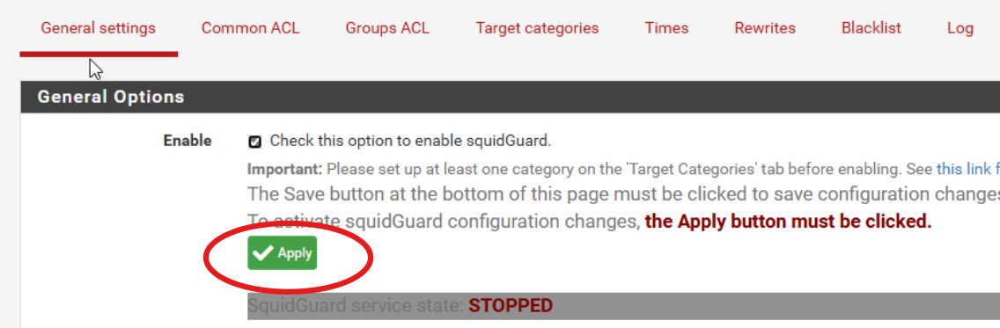 General settings Common ACL Groups ACL Target categories Times Rewrites Blacklist Log
General Options
Enable Check this option to enable squidGuard.
Important: Please set up at least one category on the 'Target Categories' tab before enabling. See this link f
The Save button at the bottom of this page must be clicked to save configuration changes
To activate squidGuard configuration changes, the Apply button must be clicked.
Apply
SquidGuard service state: STOPPED